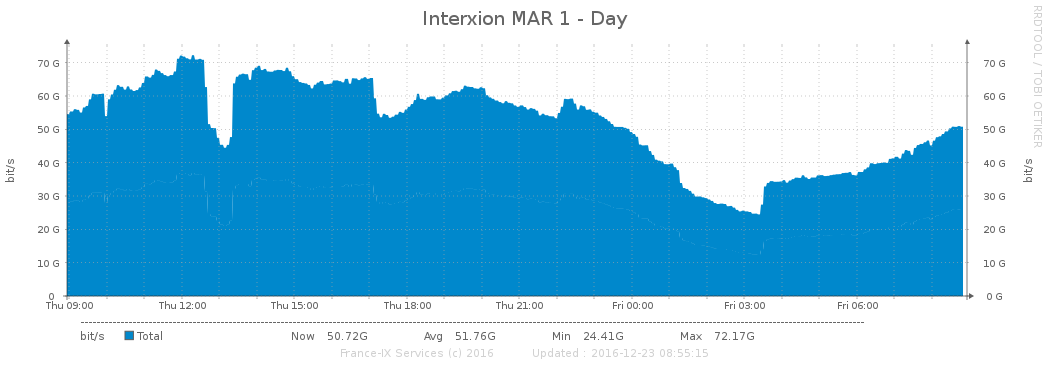 Interxion MAR 1 - Day
RRDTOOL / TOBI OETIKER
bit/s
bit/s
70 G 70 G
60 G 60 G
50 G 50 G
40 G 40 G
30 G 30 G
20 G 20 G
10 G 10 G
0 0 G
Thu 09:00 Thu 12:00 Thu 15:00 Thu 18:00 Thu 21:00 Fri 00:00 Fri 03:00 Fri 06:00
bit/s Total Now 50.72G Avg 51.76G Min 24.41G Max 72.17G
France-IX Services (c) 2016 Updated : 2016-12-23 08:55:15